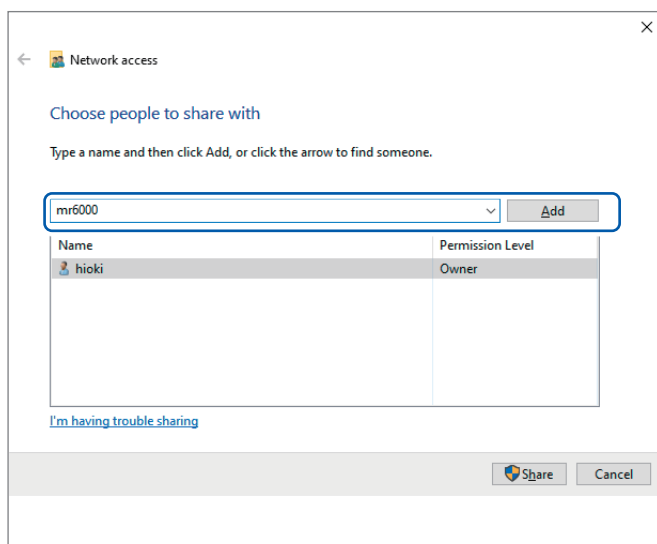 Network access
Choose people to share with
Type a name and then click Add, or click the arrow to find someone.
mr6000 Add
Name Permission Level
hioki Owner
I'm having trouble sharing
Share Cancel